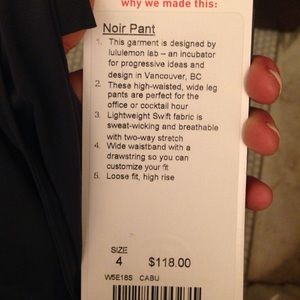 why we made this:
Noir Pant
1. This garment is designed by
lululemon lab – an incubator
for progressive ideas and
design in Vancouver, BC
2. These high-waisted, wide leg
pants are perfect for the
office or cocktail hour
3. Lightweight Swift fabric is
sweat-wicking and breathable
with two-way stretch
4. Wide waistband with a
drawstring so you can
customize your fit
5. Loose fit, high rise
SIZE
4 $118.00
W5E18S CABU